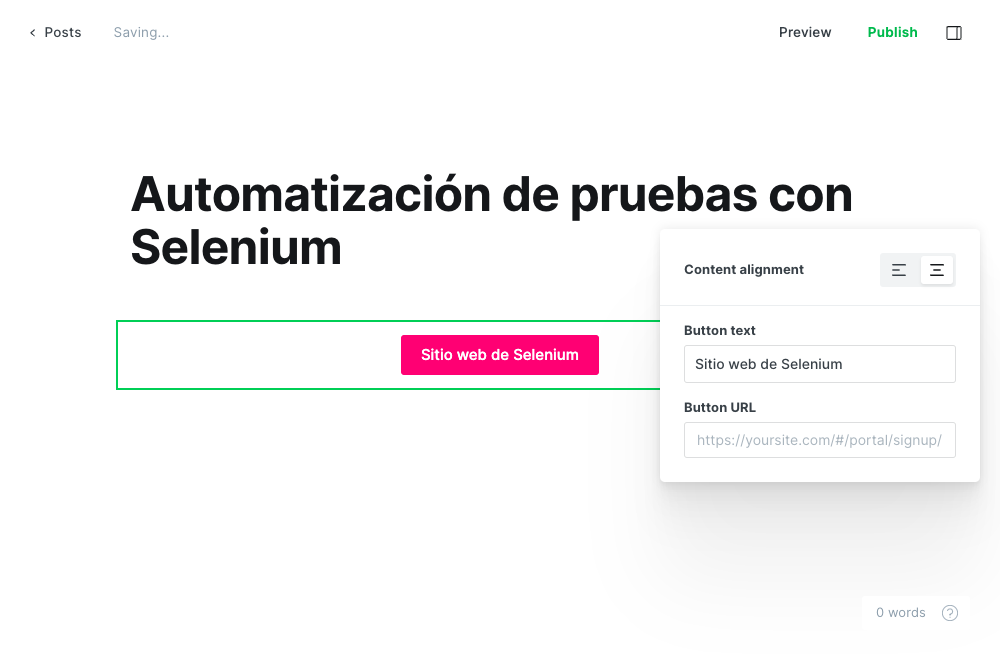 Posts
Saving...
Preview
Publish
Automatización de pruebas con
Selenium
Sitio web de Selenium
Content alignment
Button text
Sitio web de Selenium
Button URL
https://yoursite.com/#/portal/signup/
0 words
?